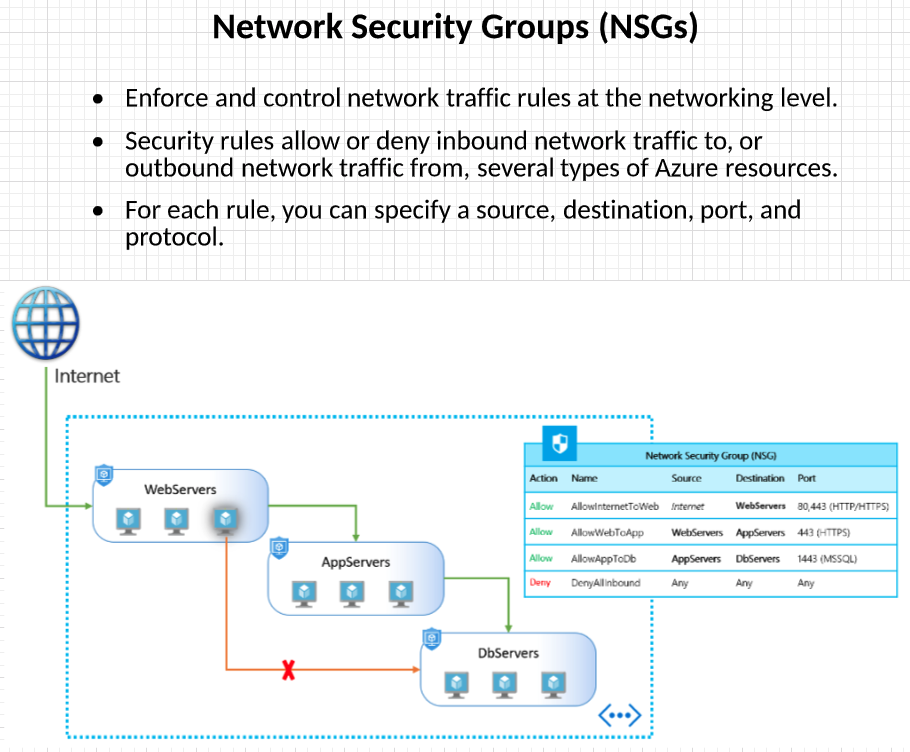 Network Security Groups (NSGs)
• Enforce and control network traffic rules at the networking level.
• Security rules allow or deny inbound network traffic to, or
outbound network traffic from, several types of Azure resources.
• For each rule, you can specify a source, destination, port, and
protocol.
Internet
WebServers
AppServers
DbServers
Network Security Group (NSG)
Action Name Source Destination Port
Allow AllowInternetToWeb Internet WebServers 80,443 (HTTP/HTTPS)
Allow AllowWebToApp WebServers AppServers 443 (HTTPS)
Allow AllowAppToDb AppServers DbServers 1443 (MSSQL)
Deny DenyAllInbound Any Any Any